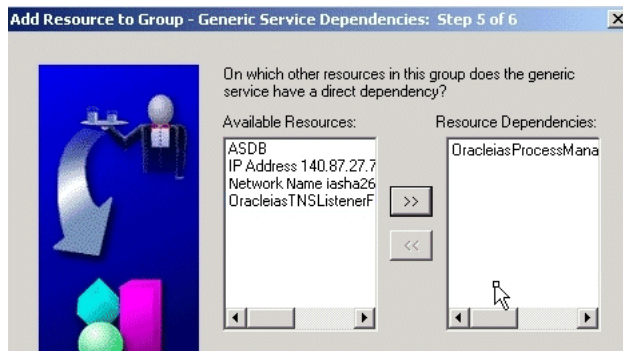 Add Resource to Group - Generic Service Dependencies: Step 5 of 6
On which other resources in this group does the generic
service have a direct dependency?
Available Resources:
Resource Dependencies:
ASDB
IP Address 140.87.27.7
Network Name iasha26
OracleiasTNSListenerF
>>
<<
OracleiasProcessMana